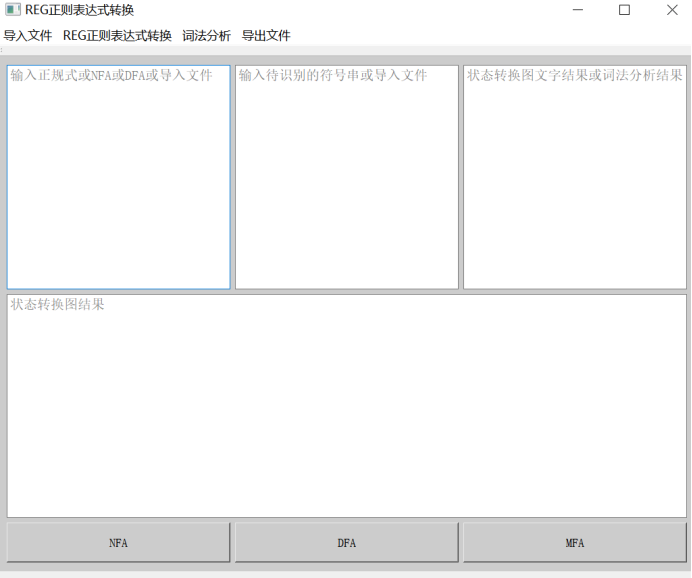 REG正则表达式转换
导入文件 REG正则表达式转换 词法分析 导出文件
输入正规式或NFA或DFA或导入文件
输入待识别的符号串或导入文件
状态转换图文字结果或词法分析结果
状态转换图结果
NFA
DFA
MFA